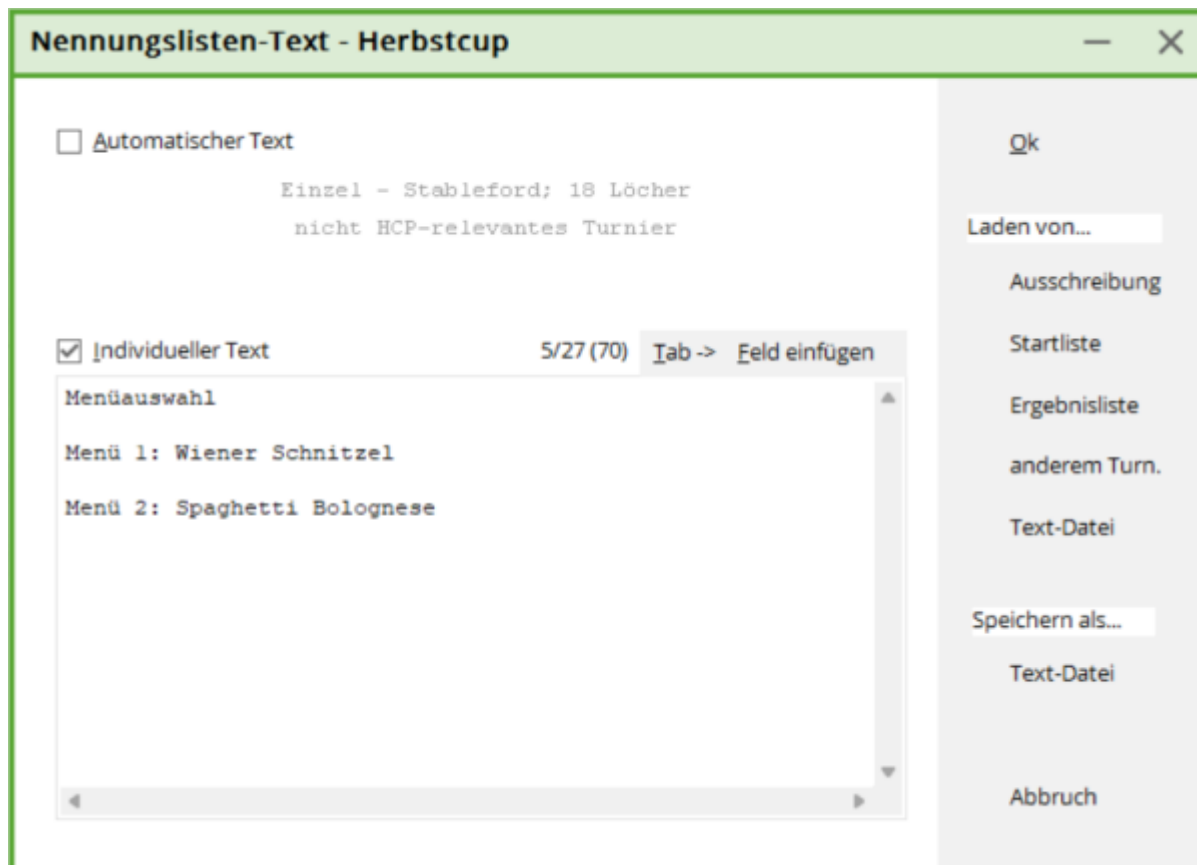 Nennungslisten-Text - Herbstcup
Automatischer Text
Einzel - Stableford; 18 Löcher
nicht HCP-relevantes Turnier
Individueller Text 5/27 (70) Tab -> Feld einfügen
Menüauswahl
Menü 1: Wiener Schnitzel
Menü 2: Spaghetti Bolognese
Ok
Laden von...
Ausschreibung
Startliste
Ergebnisliste
anderem Turn.
Text-Datei
Speichern als...
Text-Datei
Abbruch